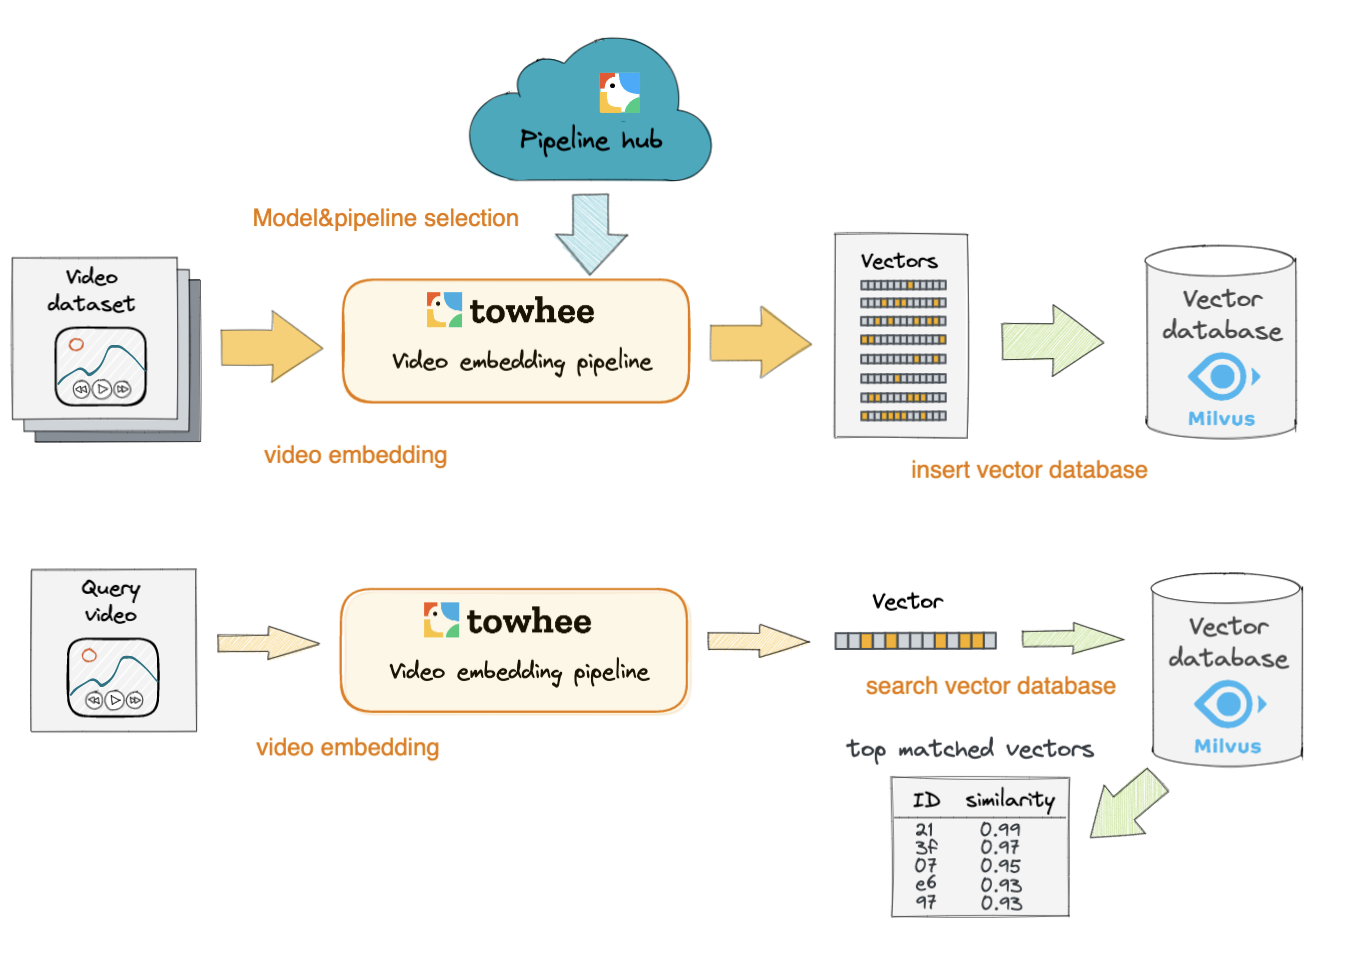 Pipeline hub
Model&pipeline selection
Video
dataset
towhee
Video embedding pipeline
video embedding
Vectors
Vector
database
Milvus
insert vector database
Query
video
towhee
Video embedding pipeline
video embedding
Vector
search vector database
Vector
database
Milvus
top matched vectors
ID similarity
21 0.99
3f 0.97
07 0.95
e6 0.93
97 0.93